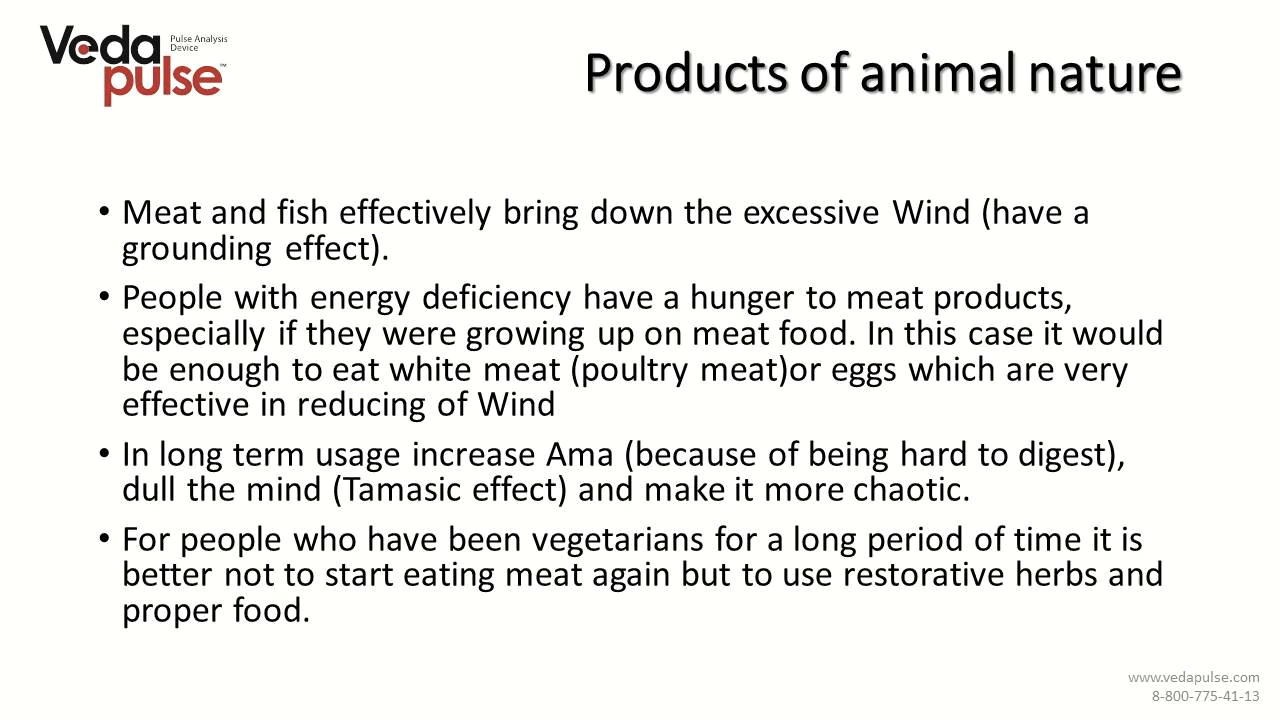 Veda
pulse™
Pulse Analysis
Device
Products of animal nature
• Meat and fish effectively bring down the excessive Wind (have a
grounding effect).
• People with energy deficiency have a hunger to meat products,
especially if they were growing up on meat food. In this case it would
be enough to eat white meat (poultry meat)or eggs which are very
effective in reducing of Wind
• In long term usage increase Ama (because of being hard to digest),
dull the mind (Tamasic effect) and make it more chaotic.
• For people who have been vegetarians for a long period of time it is
better not to start eating meat again but to use restorative herbs and
proper food.
www.vedapulse.com
8-800-775-41-13